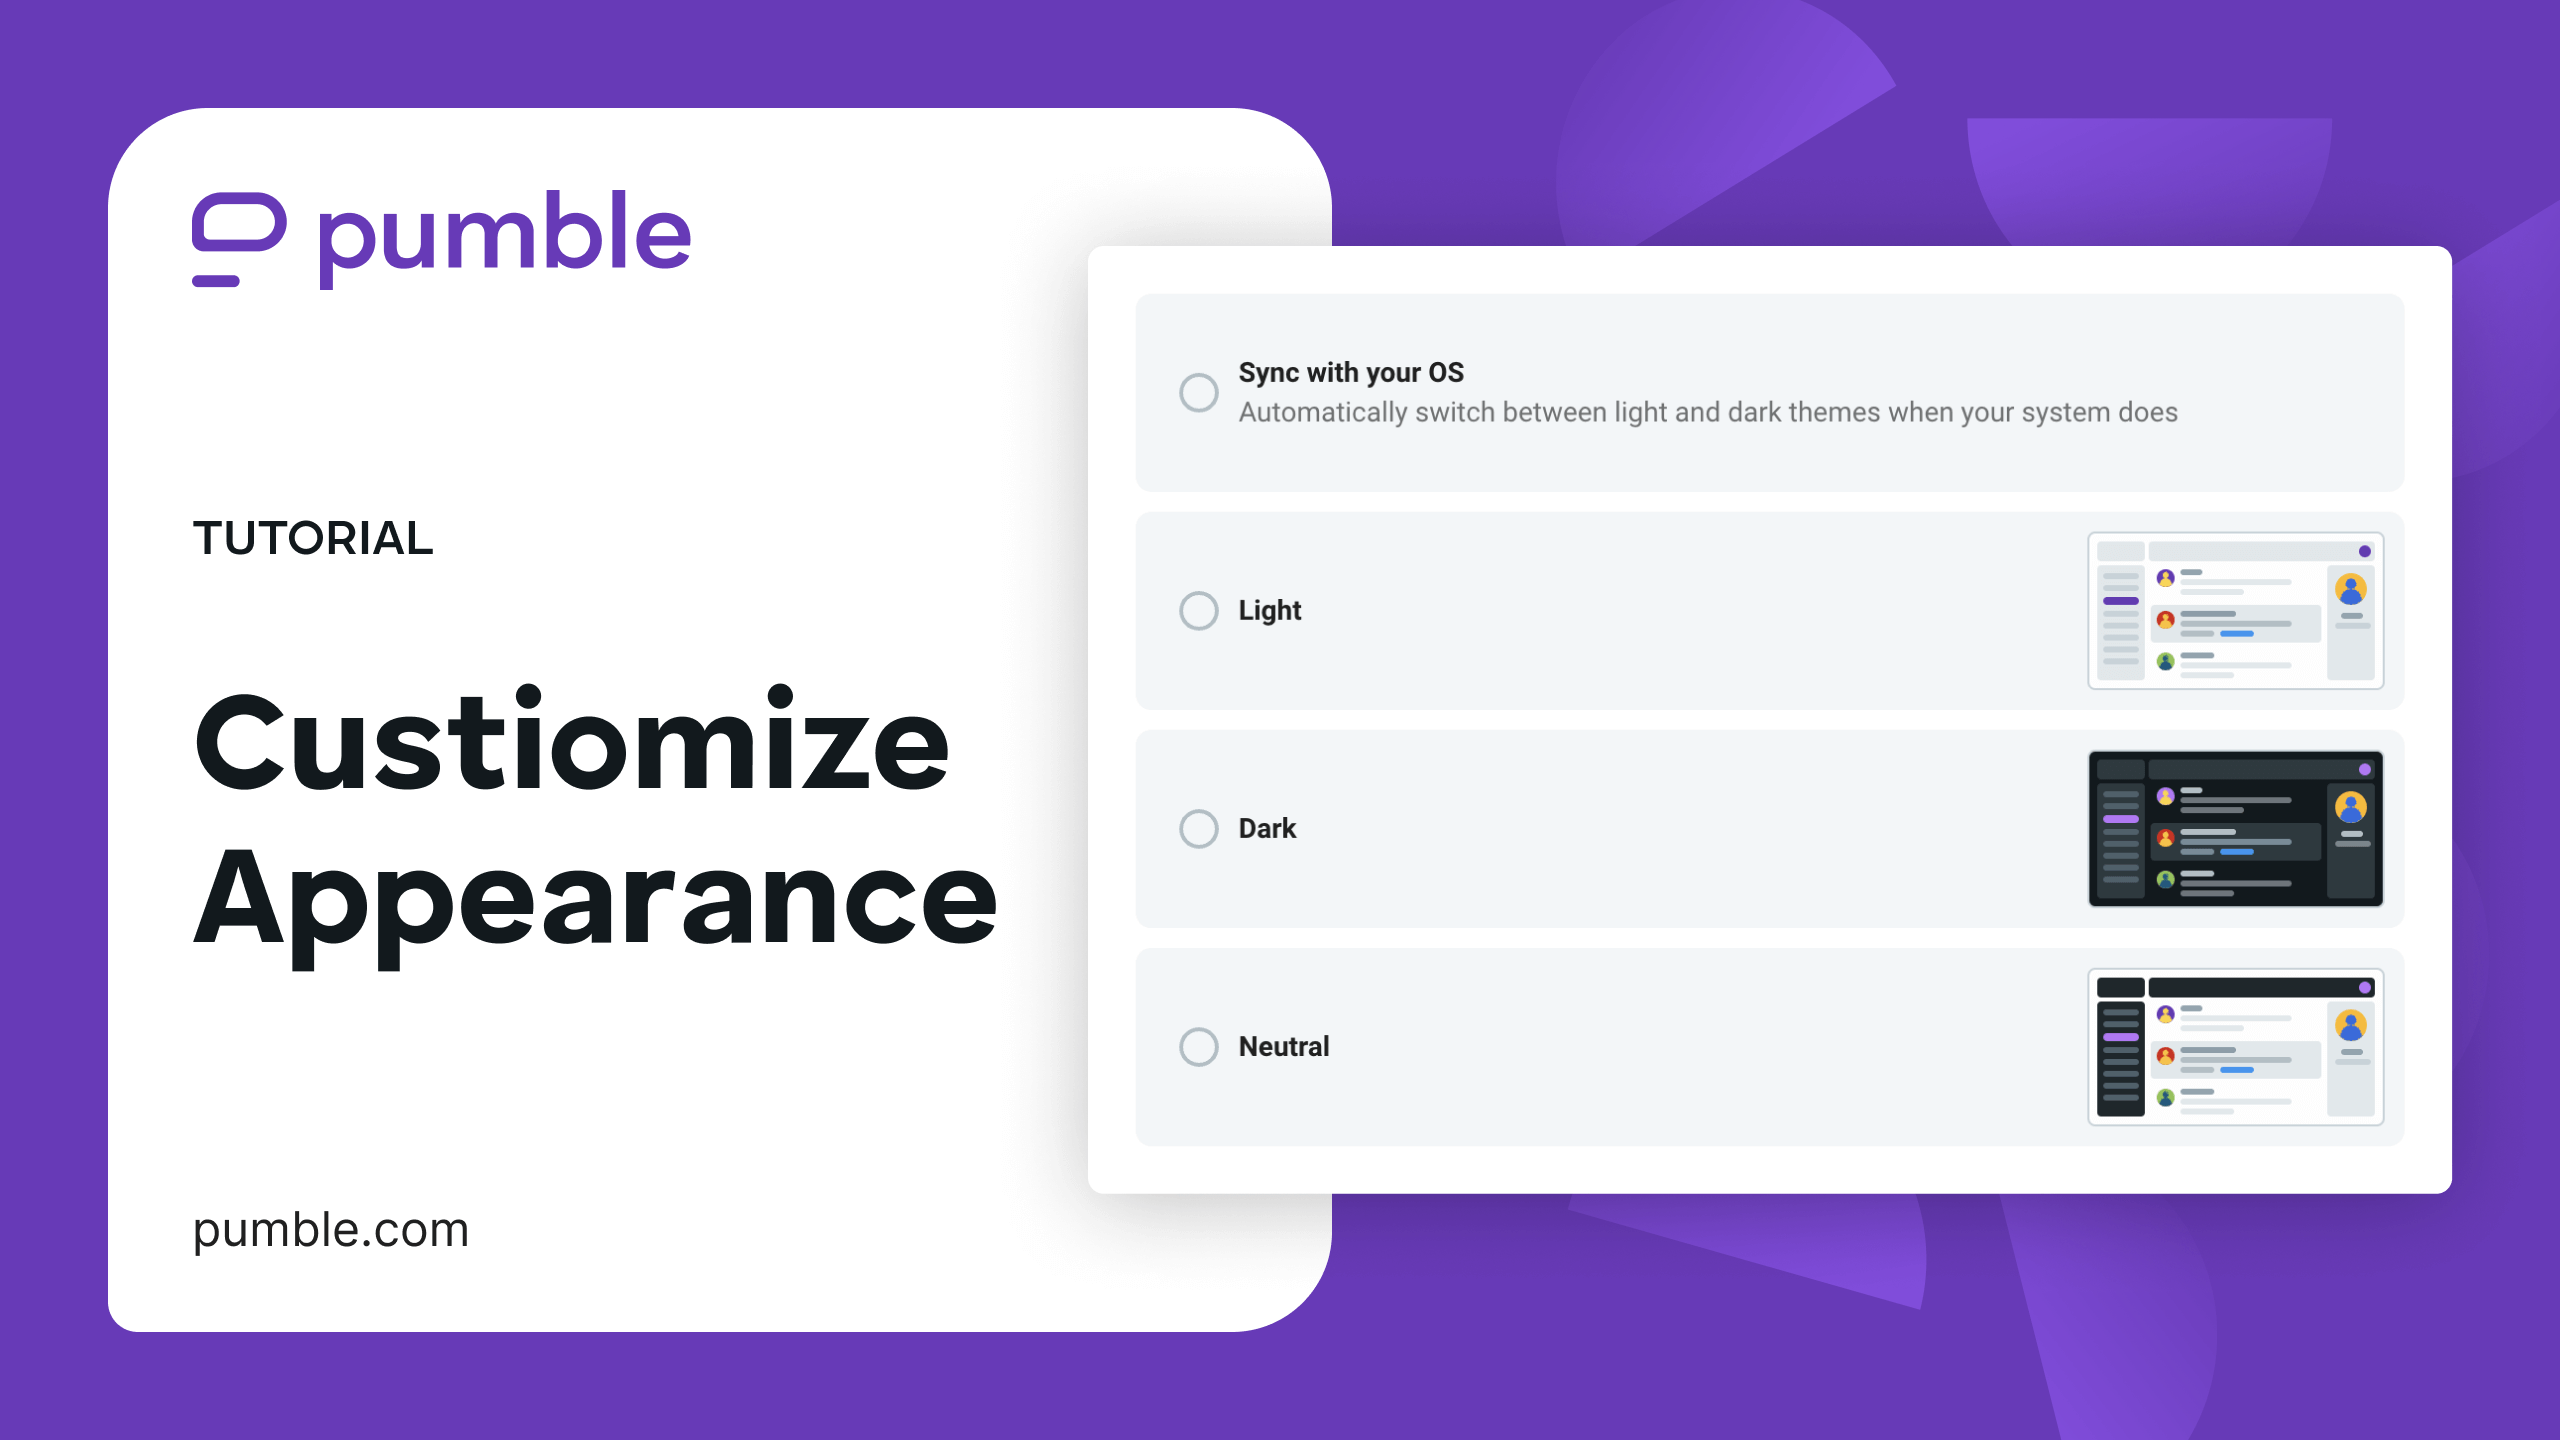 pumble
TUTORIAL
Custiomize
Appearance
pumble.com
Sync with your OS
Automatically switch between light and dark themes when your system does
Light
Dark
Neutral